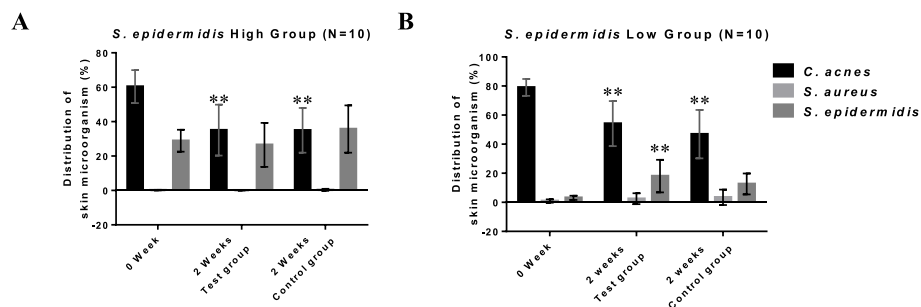 A
S. epidermidis High Group (N=10)
Distribution of
skin microorganism (%)
80
60
40
20
0
-20
**
**
0 Week
2 Weeks
Test group
2 Weeks
Control group
B
S. epidermidis Low Group (N=10)
Distribution of
skin microorganism (%)
100
80
60
40
20
0
-20
**
**
**
0 Week
2 weeks
Test group
2 weeks
Control group
C. acnes
S. aureus
S. epidermidis